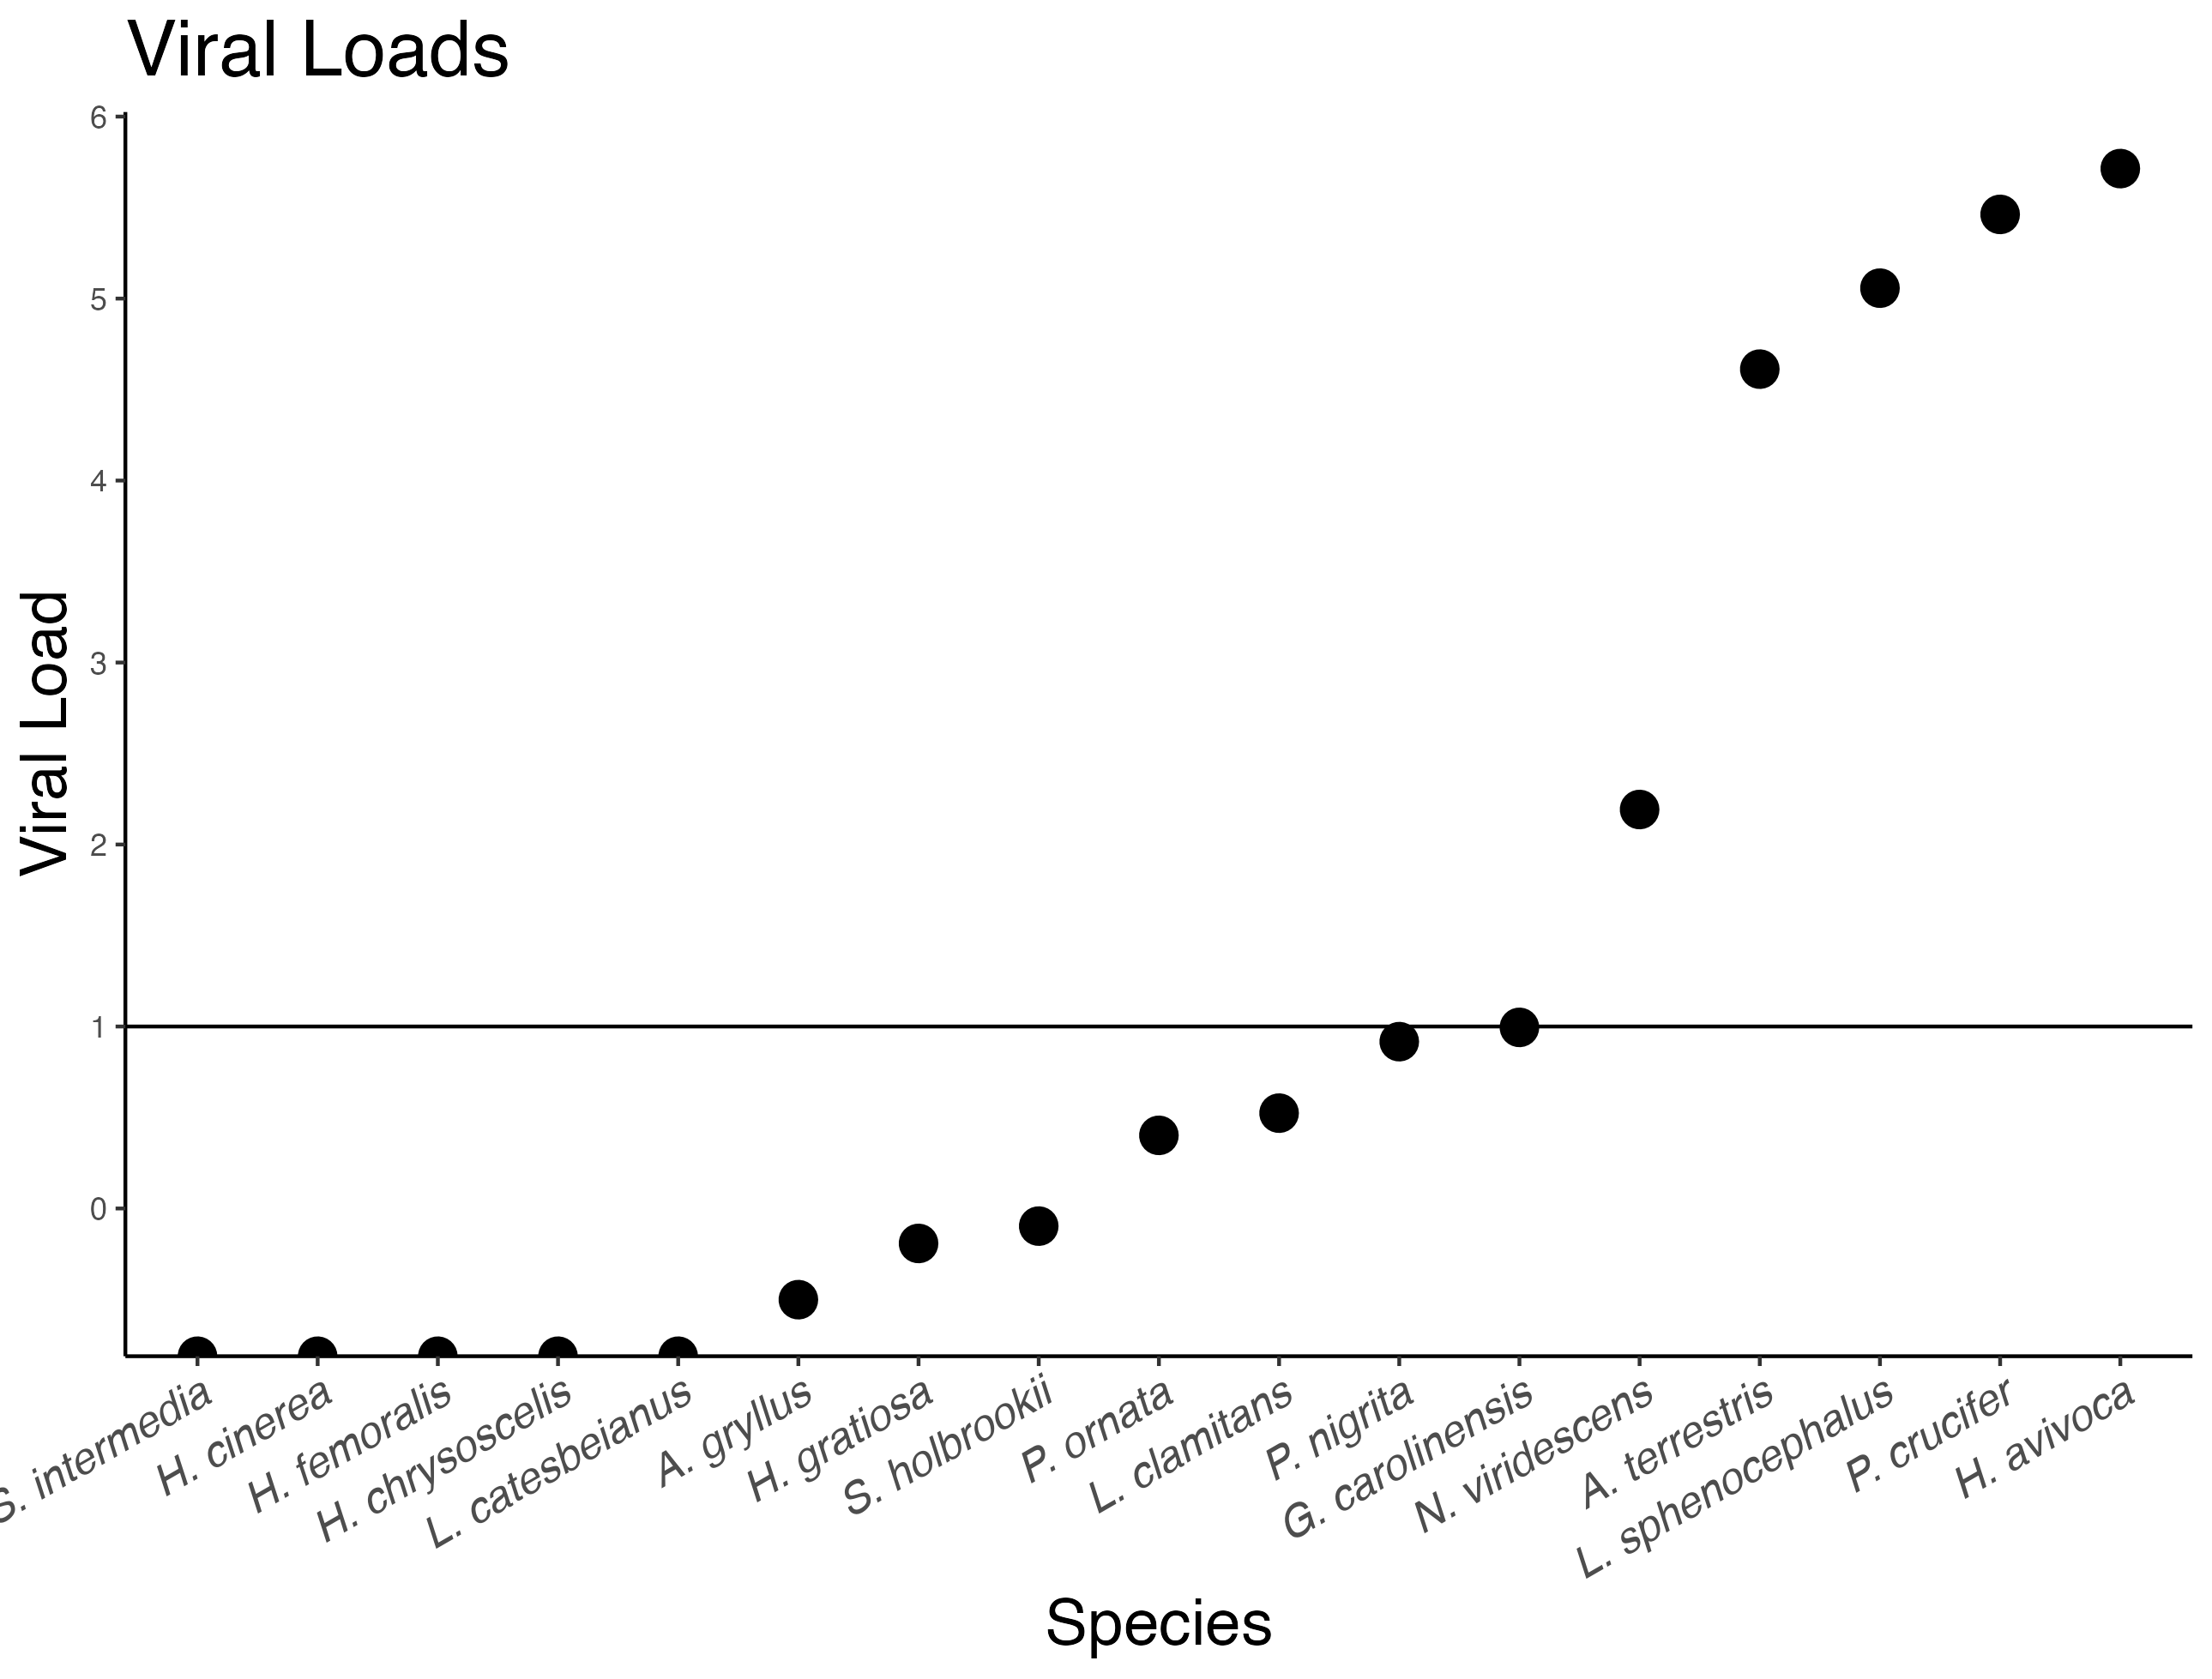 Viral Loads
6
5
4
3
2
1
0
Viral Load
S. intermedia
H. cinerea
H. femoralis
H. chrysoscelis
L. catesbeianus
A. gryllus
H. gratiosa
S. holbrookii
P. ornata
L. clamitans
P. nigrita
G. carolinensis
N. viridescens
A. terrestris
L. sphenocephalus
P. crucifer
H. avivoca
Species